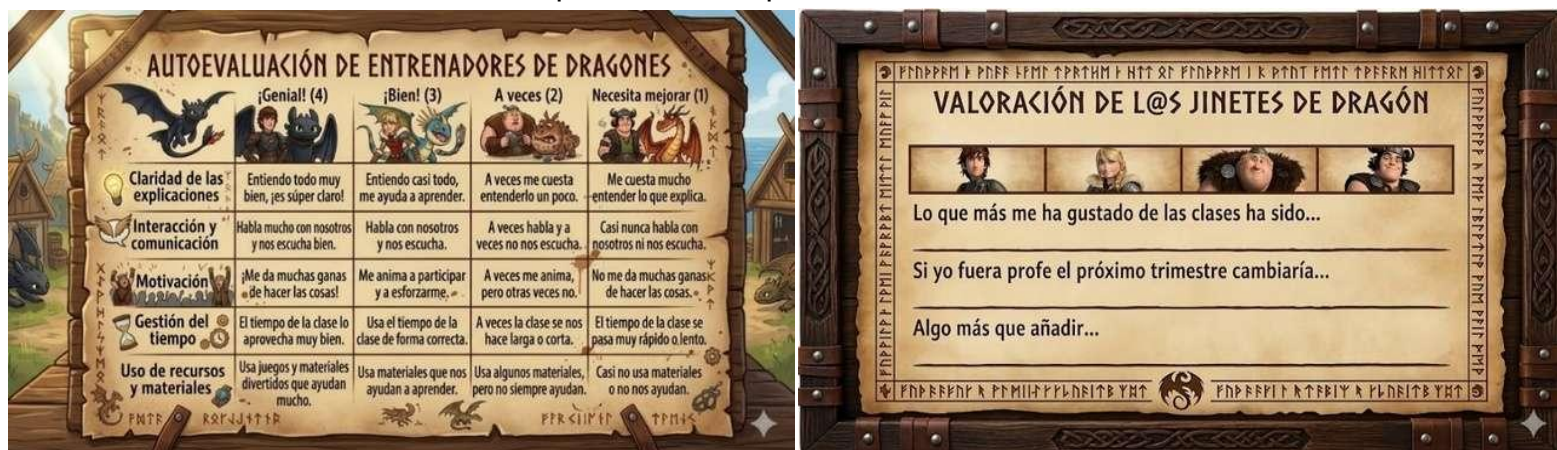 AUTOEVALUACIÓN DE ENTRENADORES DE DRAGONES
¡Genial! (4)
¡Bien! (3)
A veces (2)
Necesita mejorar (1)
Claridad de las
explicaciones
Entiendo todo muy
bien, ¡es súper claro!
Entiendo casi todo,
me ayuda a aprender.
A veces me cuesta
entenderlo un poco.
Me cuesta mucho
entender lo que explica.
Interacción y
comunicación
Habla mucho con nosotros
y nos escucha bien.
Habla con nosotros
y nos escucha.
A veces habla y a
veces no nos escucha.
Casi nunca habla con
nosotros ni nos escucha.
Motivación
¡Me da muchas ganas
de hacer las cosas!
Me anima a participar
y a esforzarme.
A veces me anima,
pero otras veces no.
No me da muchas ganas
de hacer las cosas.
Gestión del
tiempo
El tiempo de la clase lo
aprovecha muy bien.
Usa el tiempo de la
clase de forma correcta.
A veces la clase se nos
hace larga o corta.
El tiempo de la clase se
pasa muy rápido o lento.
Uso de recursos
y materiales
Usa juegos y materiales
divertidos que ayudan
mucho.
Usa materiales que nos
ayudan a aprender.
Usa algunos materiales,
pero no siempre ayudan.
Casi no usa materiales
o no nos ayudan.
VALORACIÓN DE L@S JINETES DE DRAGÓN
Lo que más me ha gustado de las clases ha sido...
Si yo fuera profe el próximo trimestre cambiaría...
Algo más que añadir...